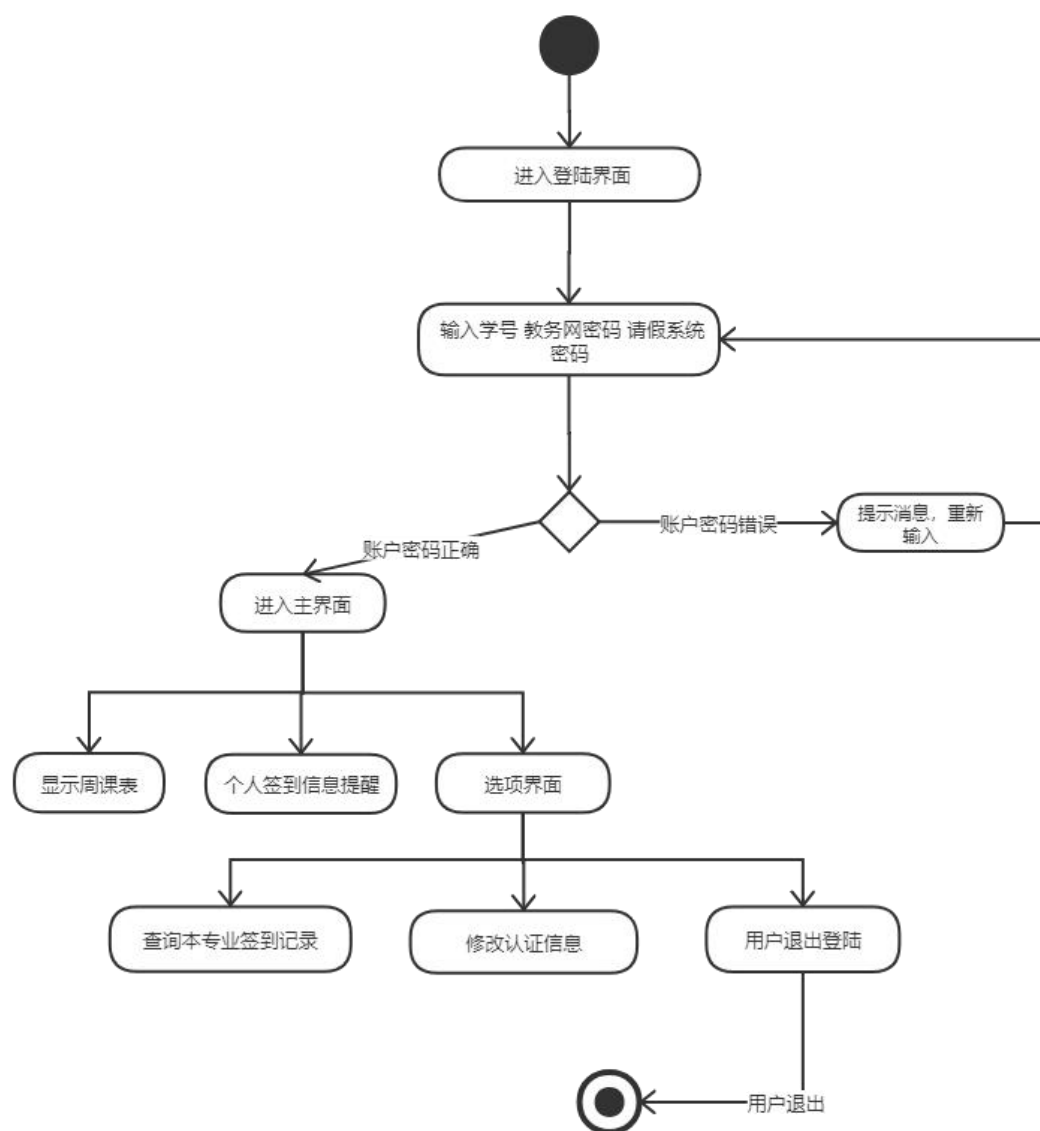 进入登陆界面
输入学号 教务网密码 请假系统
密码
账户密码正确
账户密码错误
提示消息，重新
输入
进入主界面
显示周课表
个人签到信息提醒
选项界面
查询本专业签到记录
修改认证信息
用户退出登陆
用户退出